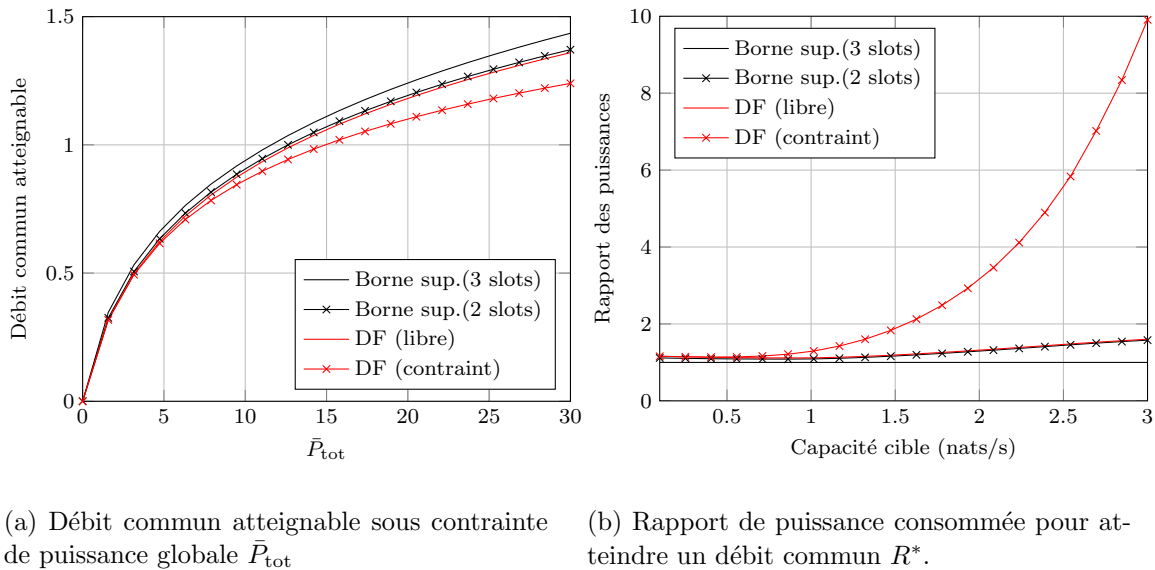 1.5
1
0.5
0
0
5
10
15
20
25
30
Débit commun atteignable
P̄tot
Borne sup.(3 slots)
Borne sup.(2 slots)
DF (libre)
DF (contraint)
10
8
6
4
2
0
0.5
1
1.5
2
2.5
3
Rapport des puissances
Capacité cible (nats/s)
Borne sup.(3 slots)
Borne sup.(2 slots)
DF (libre)
DF (contraint)
(a) Débit commun atteignable sous contrainte
de puissance globale P̄tot
(b) Rapport de puissance consommée pour at-
teindre un débit commun R*.